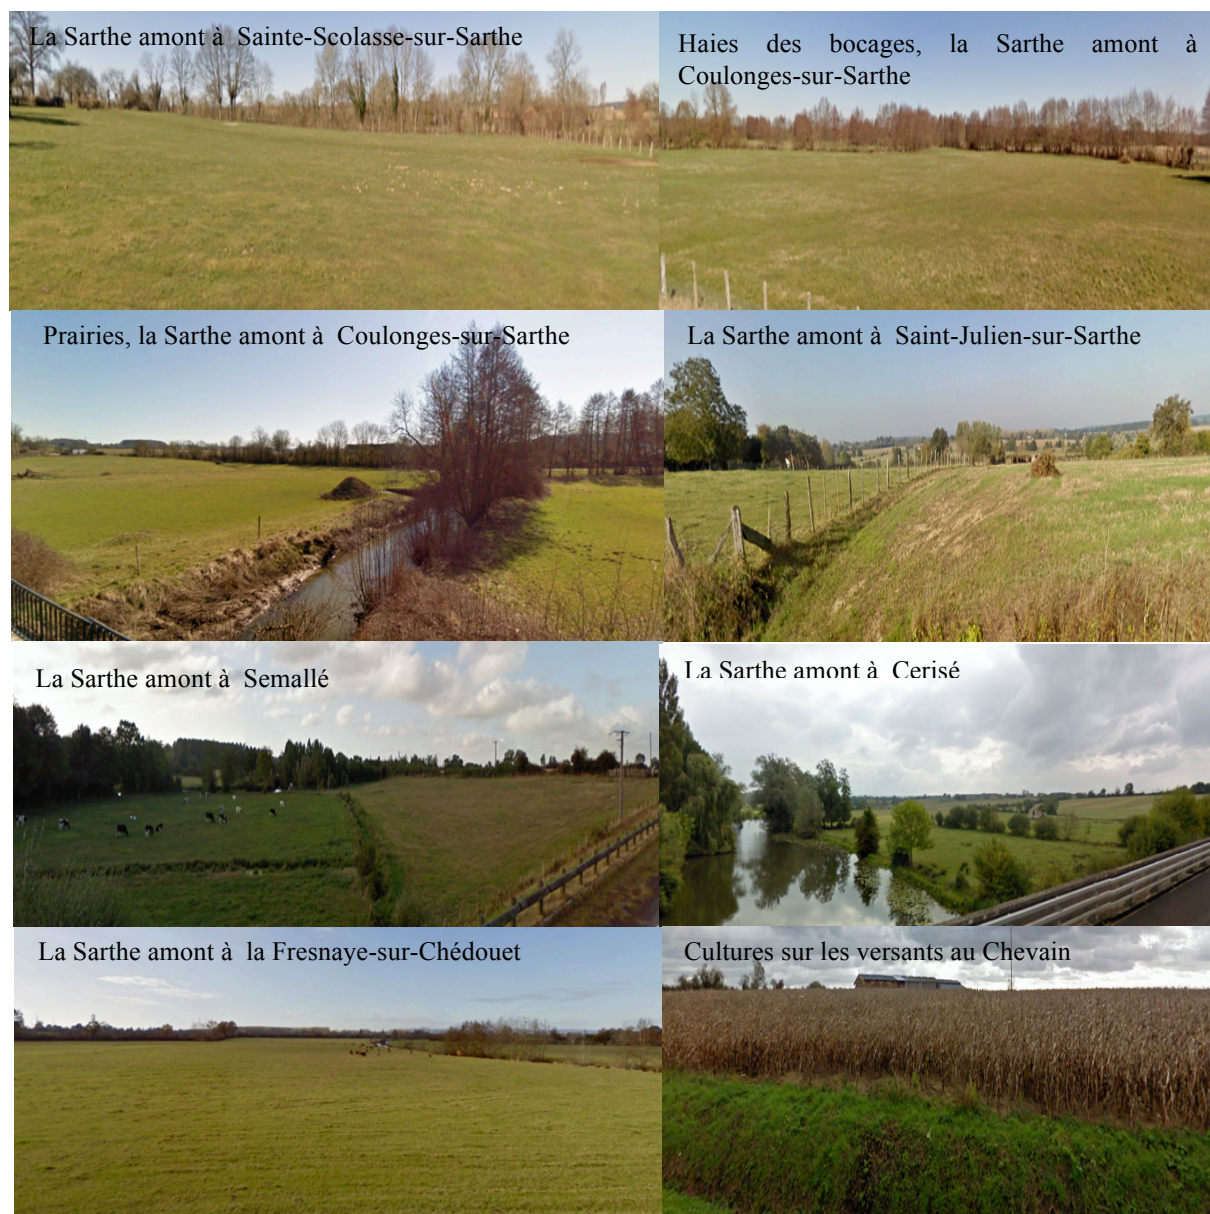 La Sarthe amont à Sainte-Scolasse-sur-Sarthe
Haies des bocages, la Sarthe amont à
Coulonges-sur-Sarthe
Prairies, la Sarthe amont à Coulonges-sur-Sarthe
La Sarthe amont à Saint-Julien-sur-Sarthe
La Sarthe amont à Semallé
La Sarthe amont à Cerisé
La Sarthe amont à la Fresnaye-sur-Chédouet
Cultures sur les versants au Chevain